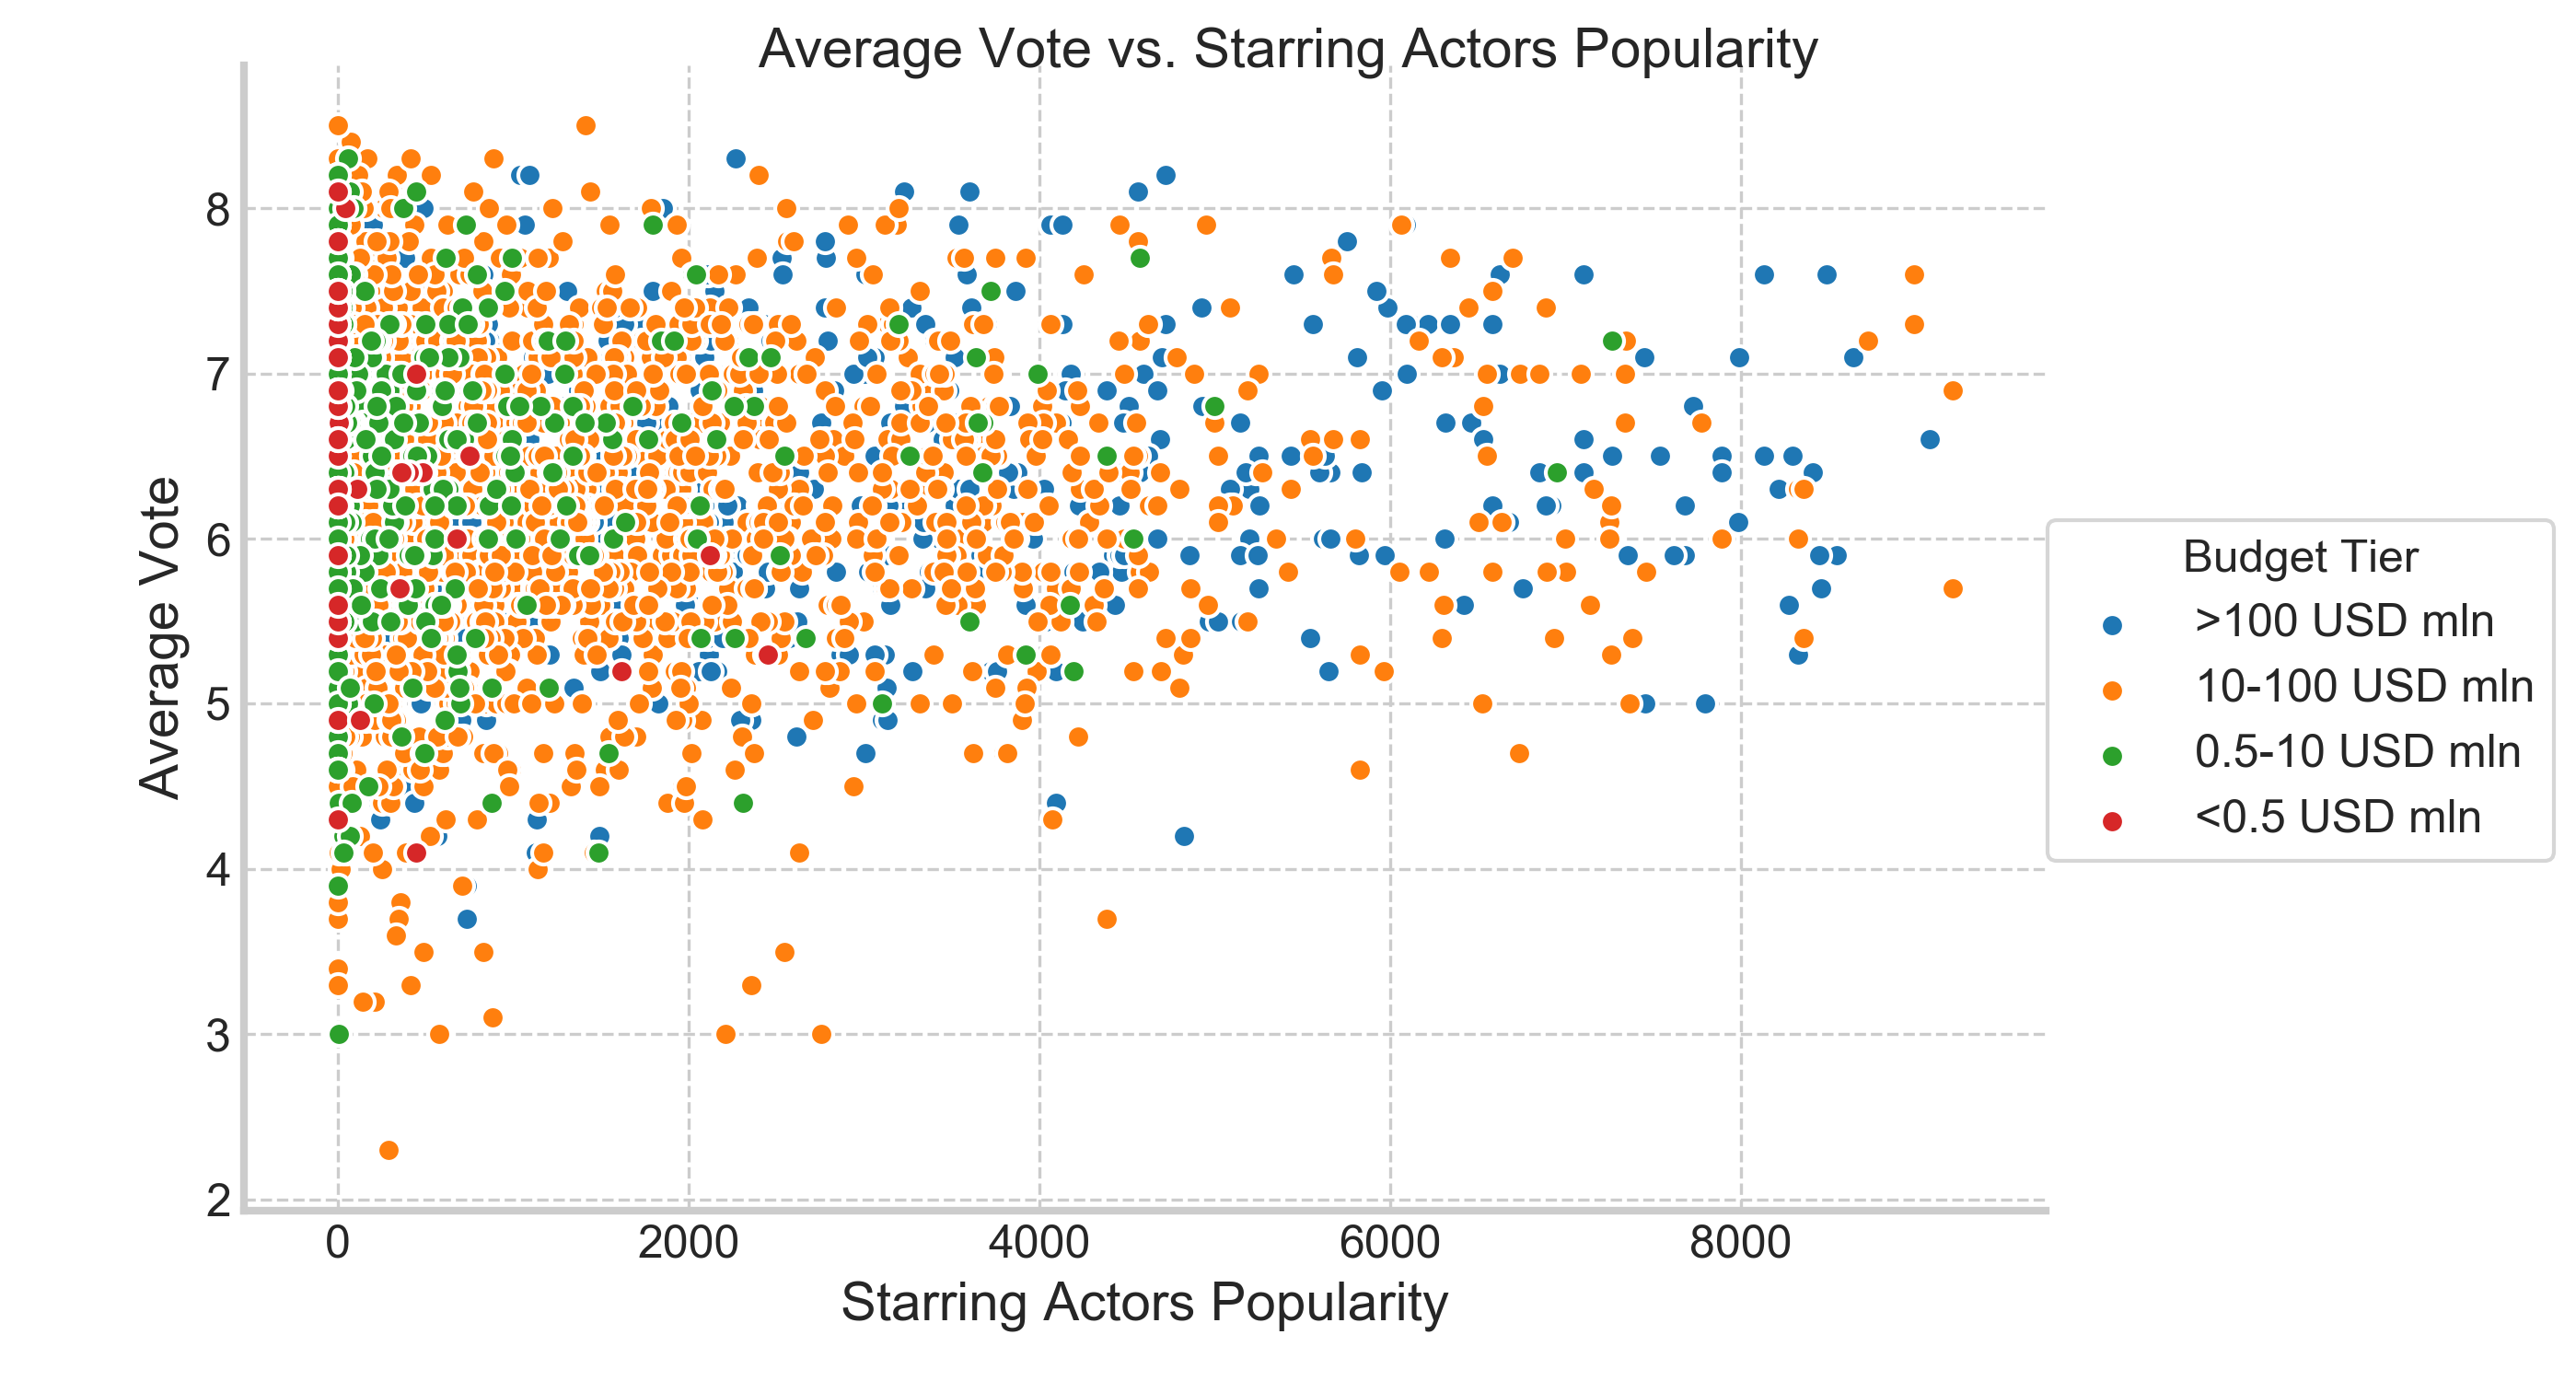 Average Vote vs. Starring Actors Popularity
8
7
6
5
4
3
2
Average Vote
0 2000 4000 6000 8000
Starring Actors Popularity
Budget Tier
>100 USD mln
10-100 USD mln
0.5-10 USD mln
<0.5 USD mln